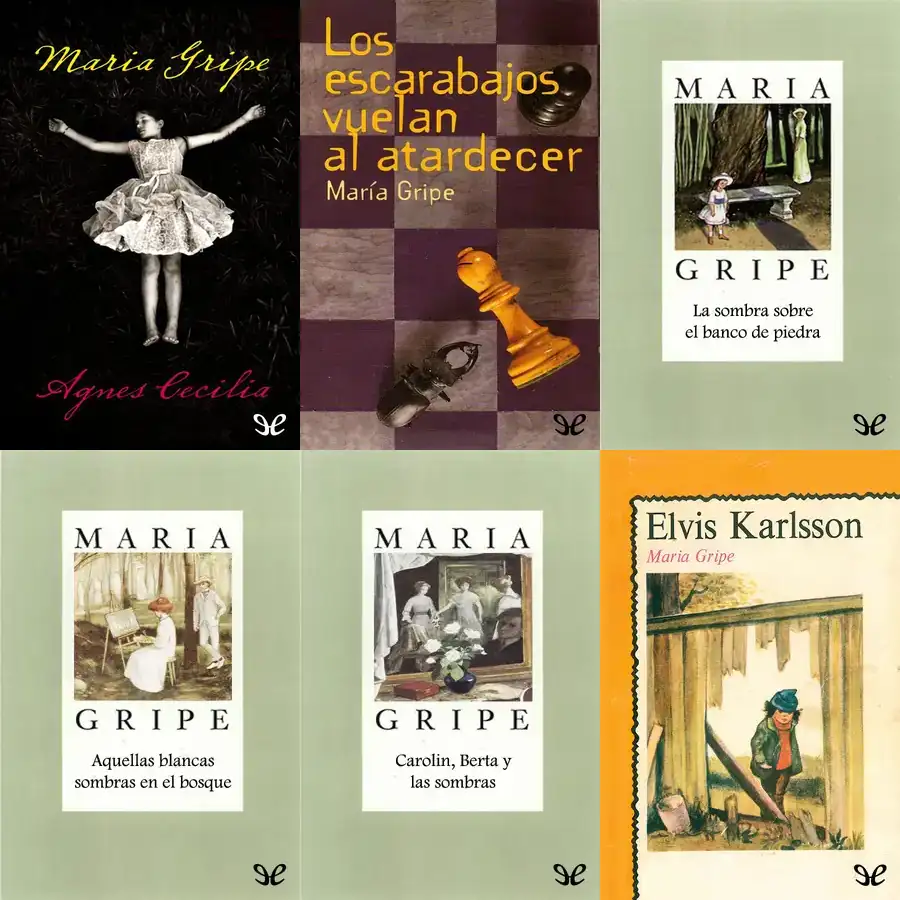 Maria Gripe
Agnes Cecilia
Los
escarabajos
vuelan
al atardecer
María Gripe
MARIA
GRIPE
La sombra sobre
el banco de piedra
MARIA
GRIPE
Aquellas blancas
sombras en el bosque
MARIA
GRIPE
Carolin, Berta y
las sombras
Elvis Karlsson
Maria Gripe